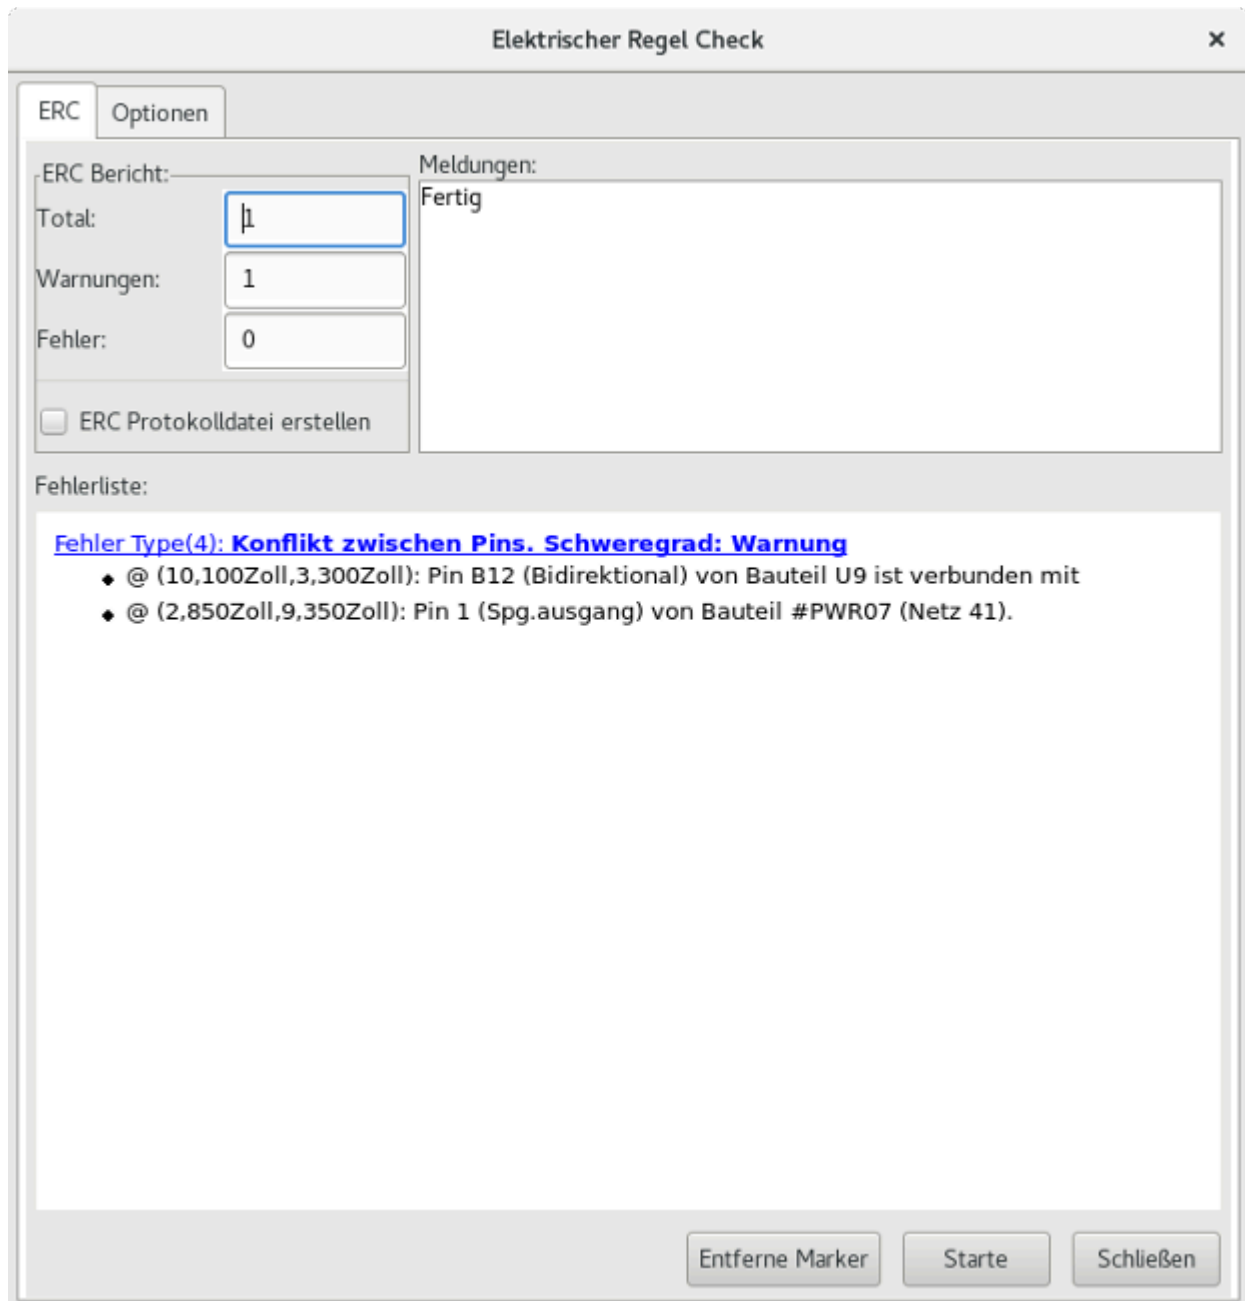 Elektrischer Regel Check
ERC
Optionen
ERC Bericht:
Total:
1
Warnungen:
1
Fehler:
0
ERC Protokolldatei erstellen
Meldungen:
Fertig
Fehlerliste:
Fehler Type(4): Konflikt zwischen Pins. Schweregrad: Warnung
@ (10,100Zoll,3,300Zoll): Pin B12 (Bidirektional) von Bauteil U9 ist verbunden mit
@ (2,850Zoll,9,350Zoll): Pin 1 (Spg.ausgang) von Bauteil #PWR07 (Netz 41).
Entferne Marker
Starte
Schließen